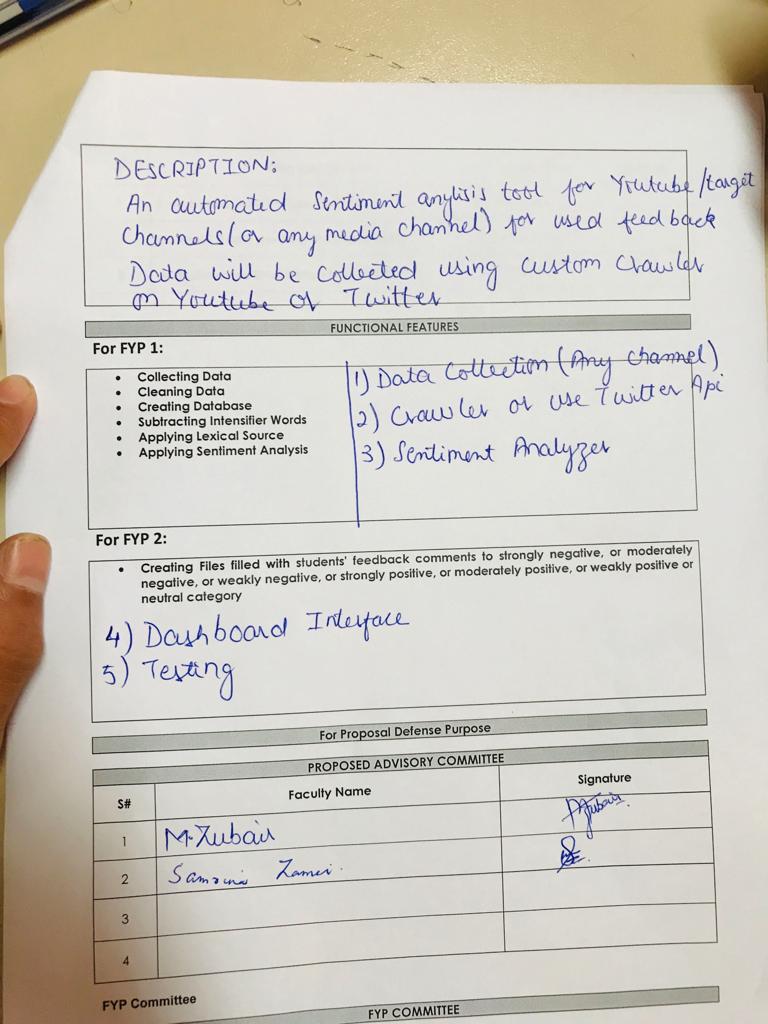 DESCRIPTION:
An automated Sentiment anylisis tool for Youtube/target
Channels (or any media channel) for used feedback
Data will be Collected using custom Crawler
on Youtube or Twitter
FUNCTIONAL FEATURES
For FYP 1:
• Collecting Data
• Cleaning Data
• Creating Database
• Subtracting Intensifier Words
• Applying Lexical Source
• Applying Sentiment Analysis
1) Data Collection (Any channel)
2) Crawler or use Twitter Api
3) Sentiment Analyzer
For FYP 2:
• Creating Files filled with students' feedback comments to strongly negative, or moderately
negative, or weakly negative, or strongly positive, or moderately positive, or weakly positive or
neutral category
4) Dashboard Interface
5) Testing
For Proposal Defense Purpose
PROPOSED ADVISORY COMMITTEE
S# Faculty Name Signature
1 M.Zubair Zubair
2
3
4
FYP Committee
FYP COMMITTEE